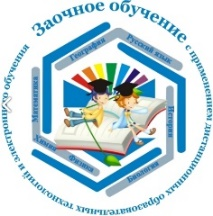 Заочное обучение
с применением дистанционных образовательных технологий и электронного обучения
География
Русский язык
Математика
История
Химия
Физика
Биология